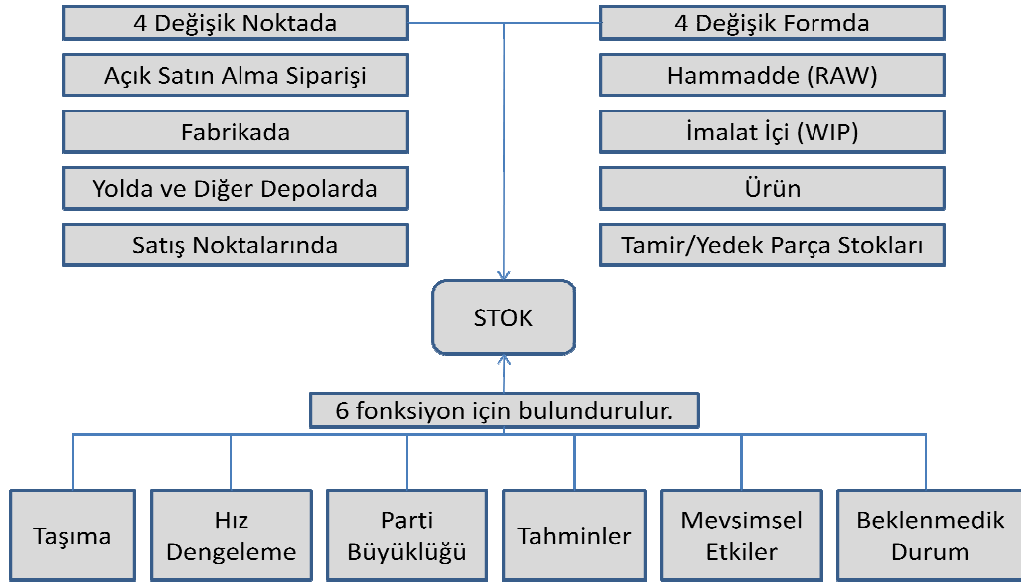 4 Değişik Noktada
4 Değişik Formda
Açık Satın Alma Siparişi
Hammadde (RAW)
Fabrikada
İmalat İçi (WIP)
Yolda ve Diğer Depolarda
Ürün
Satış Noktalarında
Tamir/Yedek Parça Stokları
STOK
6 fonksiyon için bulundurulur.
Taşıma
Hız
Dengeleme
Parti
Büyüklüğü
Tahminler
Mevsimsel
Etkiler
Beklenmedik
Durum